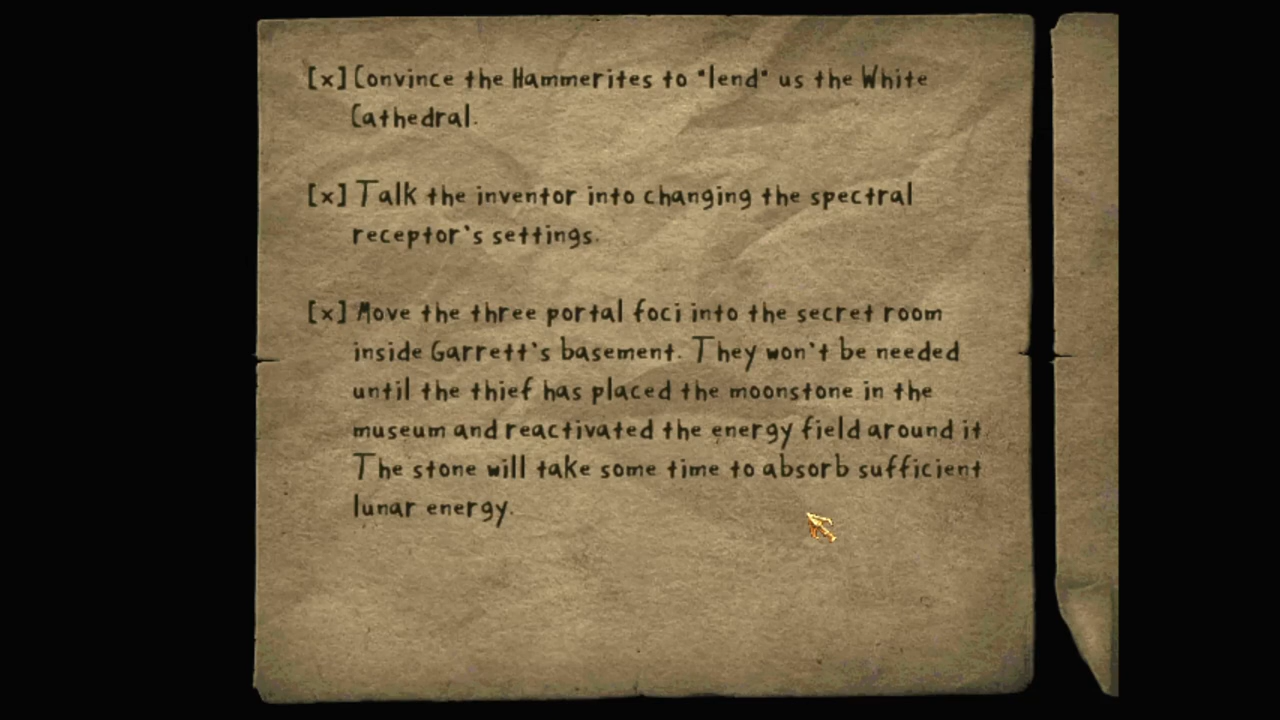 [x] Convince the Hammerites to "lend" us the White
Cathedral.
[x] Talk the inventor into changing the spectral
receptor's settings.
[x] Move the three portal foci into the secret room
inside Garrett's basement. They won't be needed
until the thief has placed the moonstone in the
museum and reactivated the energy field around it.
The stone will take some time to absorb sufficient
lunar energy.